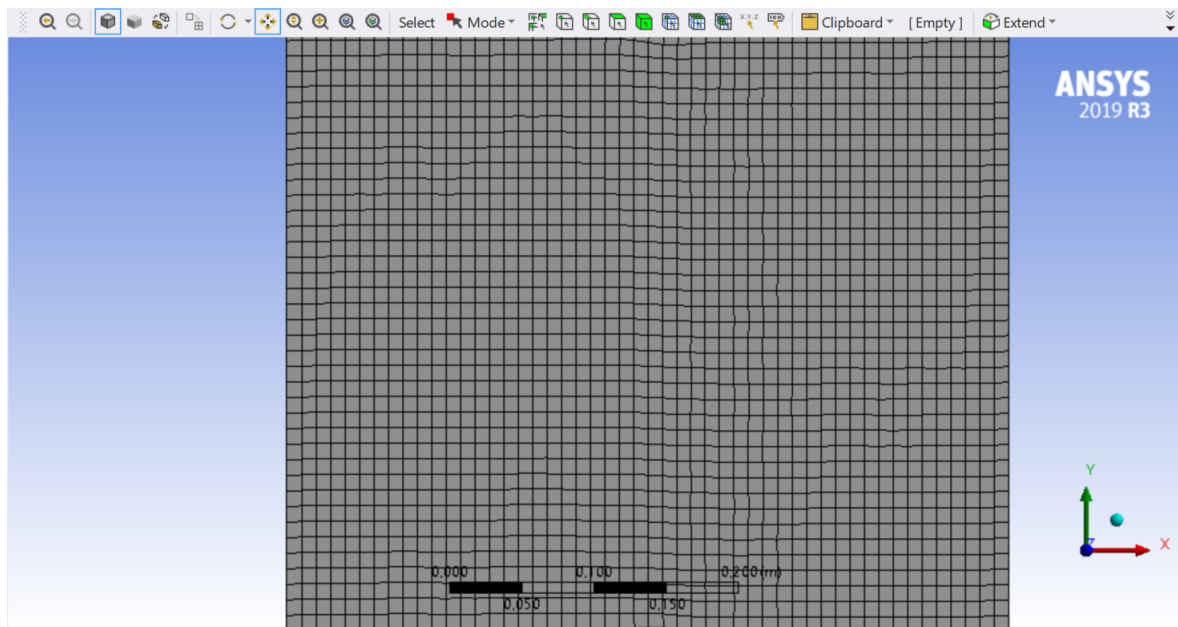 Select Mode X.Y.Z Clipboard [ Empty ] Extend
ANSYS
2019 R3
0,000 0,100 0,200 (m)
0,050 0,150
Y
Z X